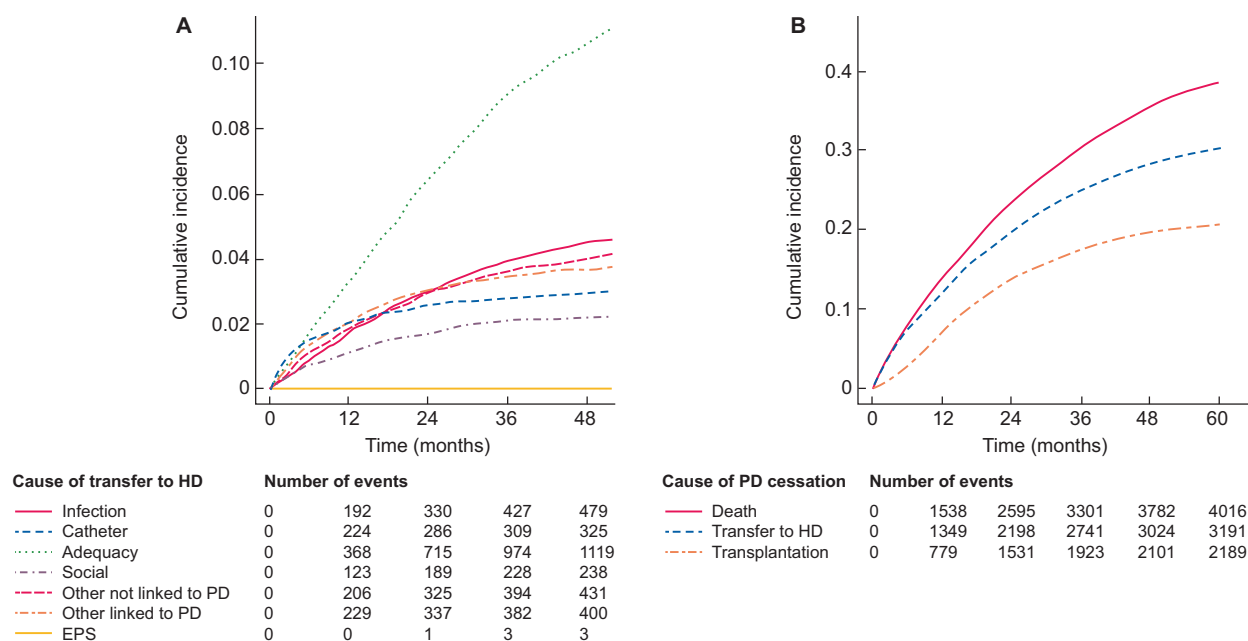 A
Cumulative incidence
0.10
0.08
0.06
0.04
0.02
0
0 12 24 36 48
Time (months)
Cause of transfer to HD Number of events
Infection 0 192 330 427 479
Catheter 0 224 286 309 325
Adequacy 0 368 715 974 1119
Social 0 123 189 228 238
Other not linked to PD 0 206 325 394 431
Other linked to PD 0 229 337 382 400
EPS 0 0 1 3 3
B
Cumulative incidence
0.4
0.3
0.2
0.1
0
0 12 24 36 48 60
Time (months)
Cause of PD cessation Number of events
Death 0 1538 2595 3301 3782 4016
Transfer to HD 0 1349 2198 2741 3024 3191
Transplantation 0 779 1531 1923 2101 2189